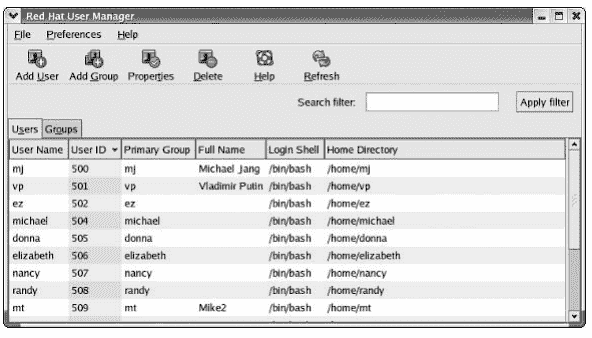 Red Hat User Manager
File Preferences Help
Add User Add Group Properties Delete Help Refresh
Search filter: Apply filter
Users Groups
User Name User ID Primary Group Full Name Login Shell Home Directory
mj 500 mj Michael Jang /bin/bash /home/mj
vp 501 vp Vladimir Putin /bin/bash /home/vp
ez 502 ez /bin/bash /home/ez
michael 504 michael /bin/bash /home/michael
donna 505 donna /bin/bash /home/donna
elizabeth 506 elizabeth /bin/bash /home/elizabeth
nancy 507 nancy /bin/bash /home/nancy
randy 508 randy /bin/bash /home/randy
mt 509 mt Mike2 /bin/bash /home/mt